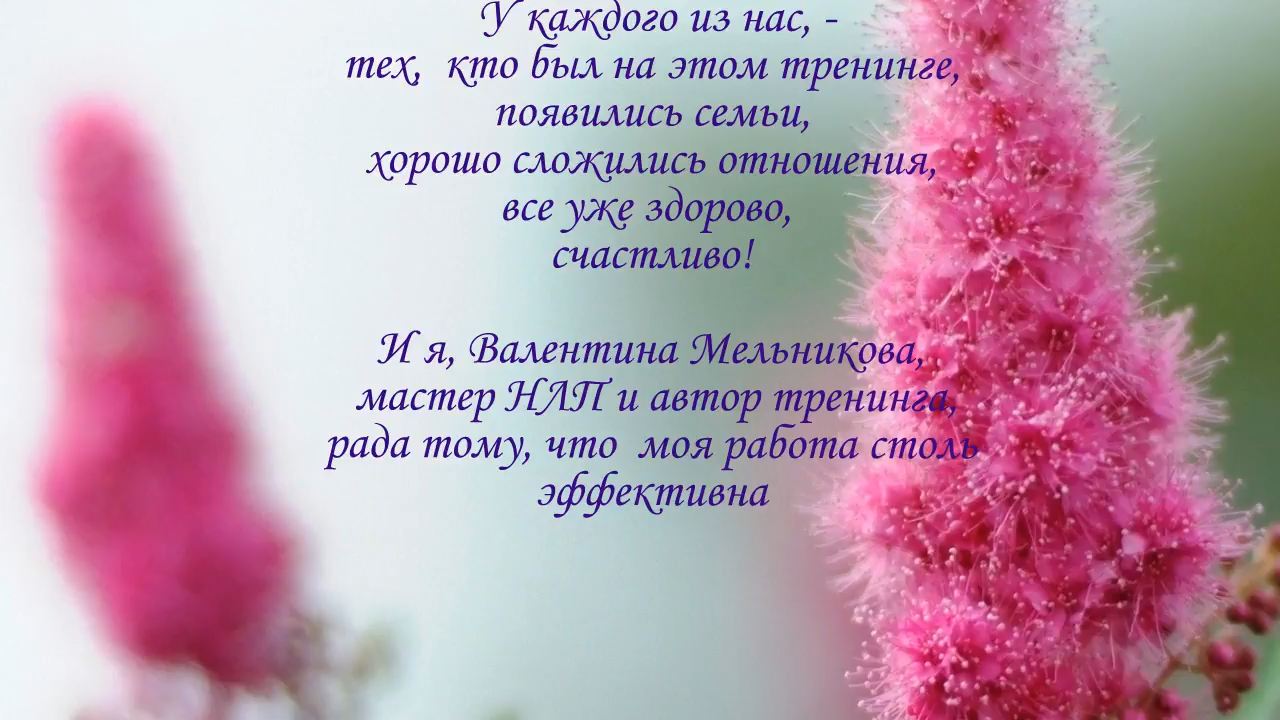 У каждого из нас, -
тех,  кто был на этом тренинге,
появились семьи,
хорошо сложились отношения,
все уже здорово,
счастливо!
И я, Валентина Мельникова,
мастер НЛП и автор тренинга,
рада тому, что  моя работа столь
эффективна